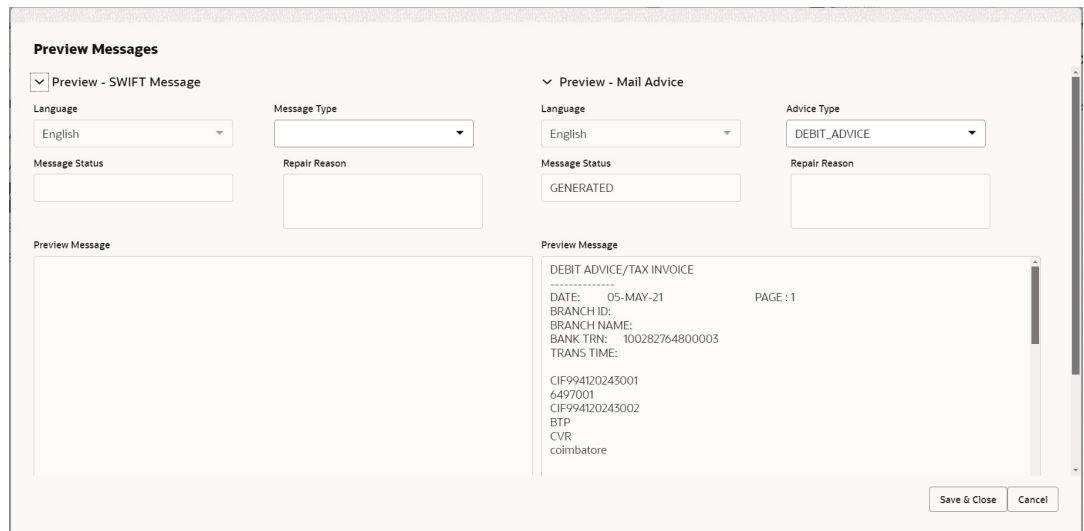 Preview Messages
Preview - SWIFT Message
Language
Message Type
English
Message Status
Repair Reason
Preview Message
Preview - Mail Advice
Language
Advice Type
English
DEBIT_ADVICE
Message Status
Repair Reason
GENERATED
Preview Message
DEBIT ADVICE/TAX INVOICE
--------------
DATE: 05-MAY-21 PAGE : 1
BRANCH ID:
BRANCH NAME:
BANK TRN: 100282764800003
TRANS TIME:
CIF994120243001
6497001
CIF994120243002
BTP
CVR
coimbatore
Save & Close
Cancel